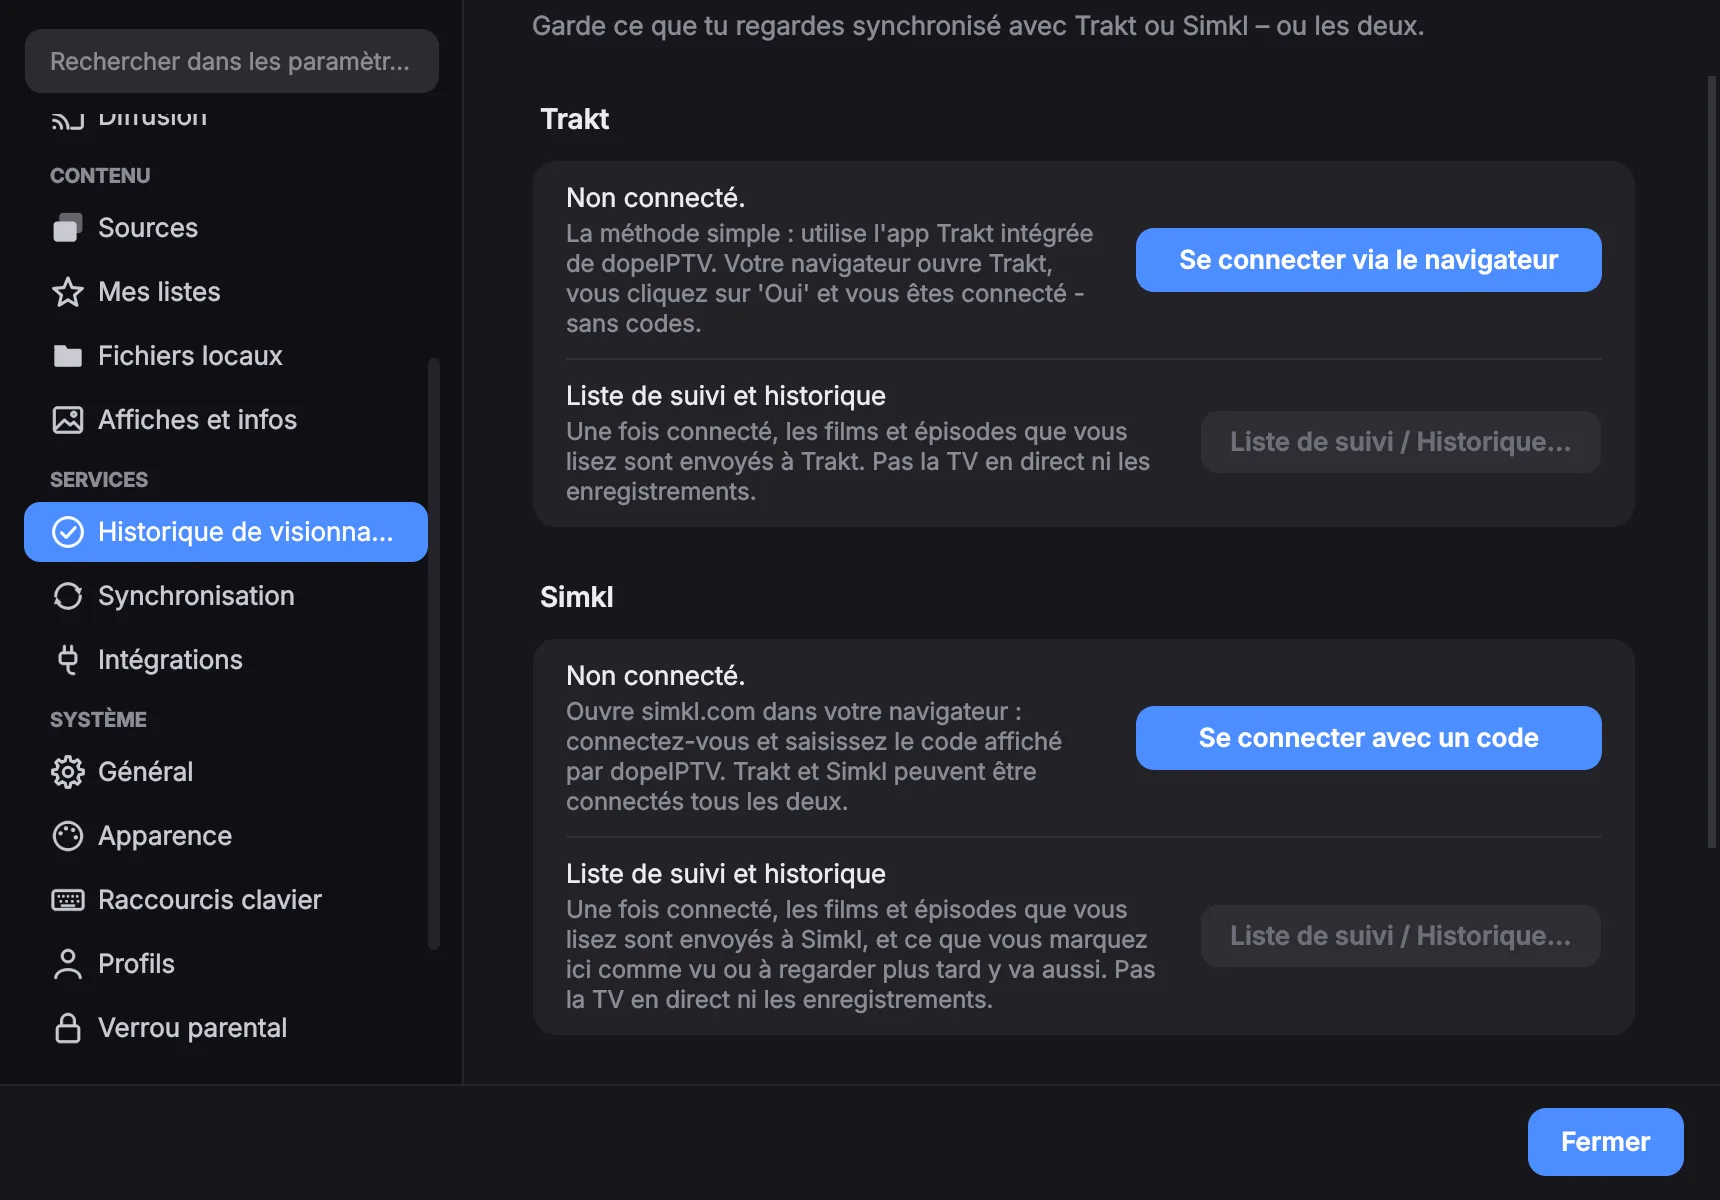 Rechercher dans les paramètr...
Diffusion
CONTENU
Sources
Mes listes
Fichiers locaux
Affiches et infos
SERVICES
Historique de visionna...
Synchronisation
Intégrations
SYSTÈME
Général
Apparence
Raccourcis clavier
Profils
Verrou parental
Garde ce que tu regardes synchronisé avec Trakt ou Simkl – ou les deux.
Trakt
Non connecté.
La méthode simple : utilise l'app Trakt intégrée
de dopeIPTV. Votre navigateur ouvre Trakt,
vous cliquez sur 'Oui' et vous êtes connecté -
sans codes.
Se connecter via le navigateur
Liste de suivi et historique
Une fois connecté, les films et épisodes que vous
lisez sont envoyés à Trakt. Pas la TV en direct ni les
enregistrements.
Liste de suivi / Historique...
Simkl
Non connecté.
Ouvre simkl.com dans votre navigateur :
connectez-vous et saisissez le code affiché
par dopeIPTV. Trakt et Simkl peuvent être
connectés tous les deux.
Se connecter avec un code
Liste de suivi et historique
Une fois connecté, les films et épisodes que vous
lisez sont envoyés à Simkl, et ce que vous marquez
ici comme vu ou à regarder plus tard y va aussi. Pas
la TV en direct ni les enregistrements.
Liste de suivi / Historique...
Fermer